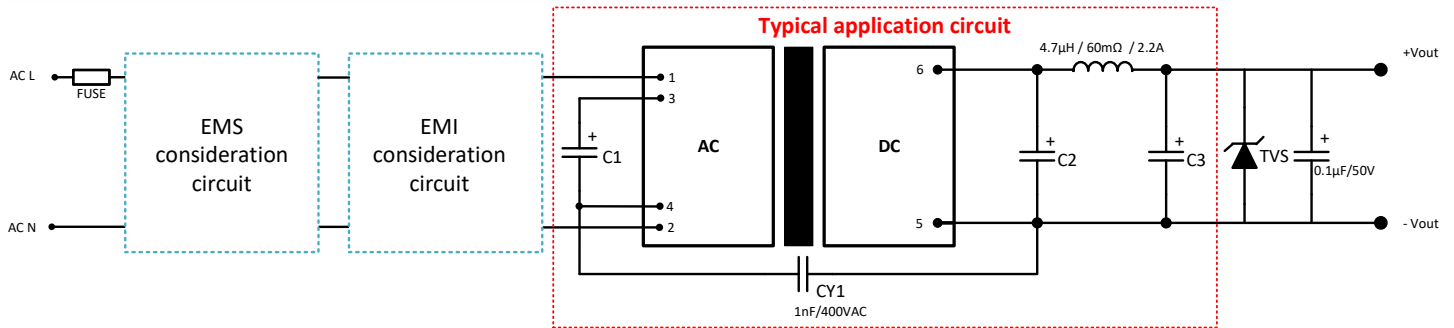 Typical application circuit
4.7µH / 60mΩ / 2.2A
AC L
FUSE
EMS
consideration
circuit
EMI
consideration
circuit
1
3
+
C1
4
2
AC
DC
6
5
+
C2
+
C3
TVS
+
0.1µF/50V
+Vout
- Vout
AC N
CY1
1nF/400VAC